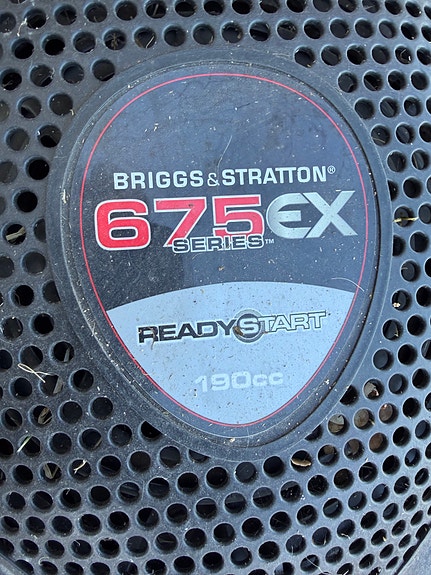 BRIGGS & STRATTON®
675EX
SERIES™
READYSTART
190cc